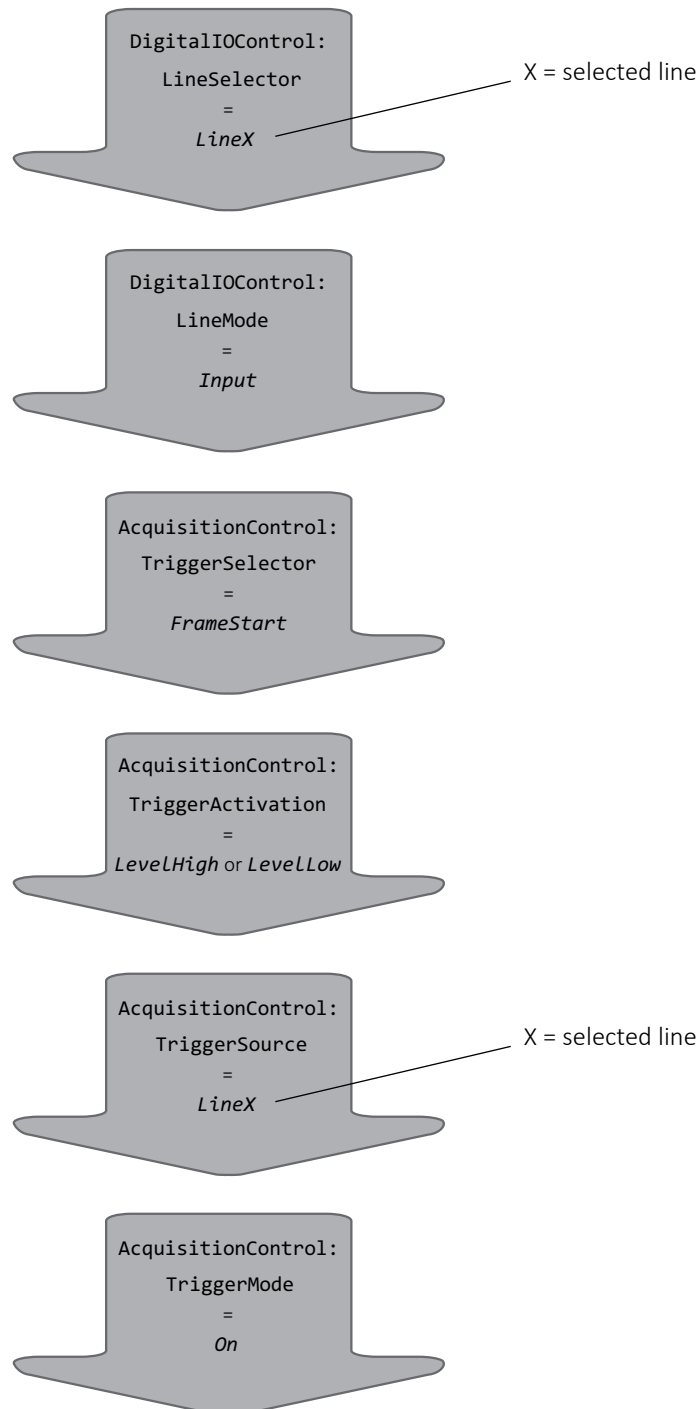 DigitalIOControl:
LineSelector
=
LineX
X = selected line
DigitalIOControl:
LineMode
=
Input
AcquisitionControl:
TriggerSelector
=
FrameStart
AcquisitionControl:
TriggerActivation
=
LevelHigh or LevelLow
AcquisitionControl:
TriggerSource
=
LineX
X = selected line
AcquisitionControl:
TriggerMode
=
On